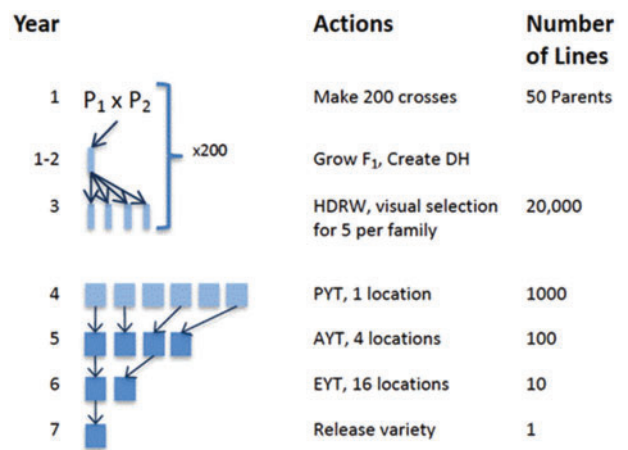 Year Actions Number
of Lines
1 P₁ x P₂ Make 200 crosses 50 Parents
x200
1-2 Grow F₁, Create DH
3 HDRW, visual selection 20,000
for 5 per family
4 PYT, 1 location 1000
5 AYT, 4 locations 100
6 EYT, 16 locations 10
7 Release variety 1